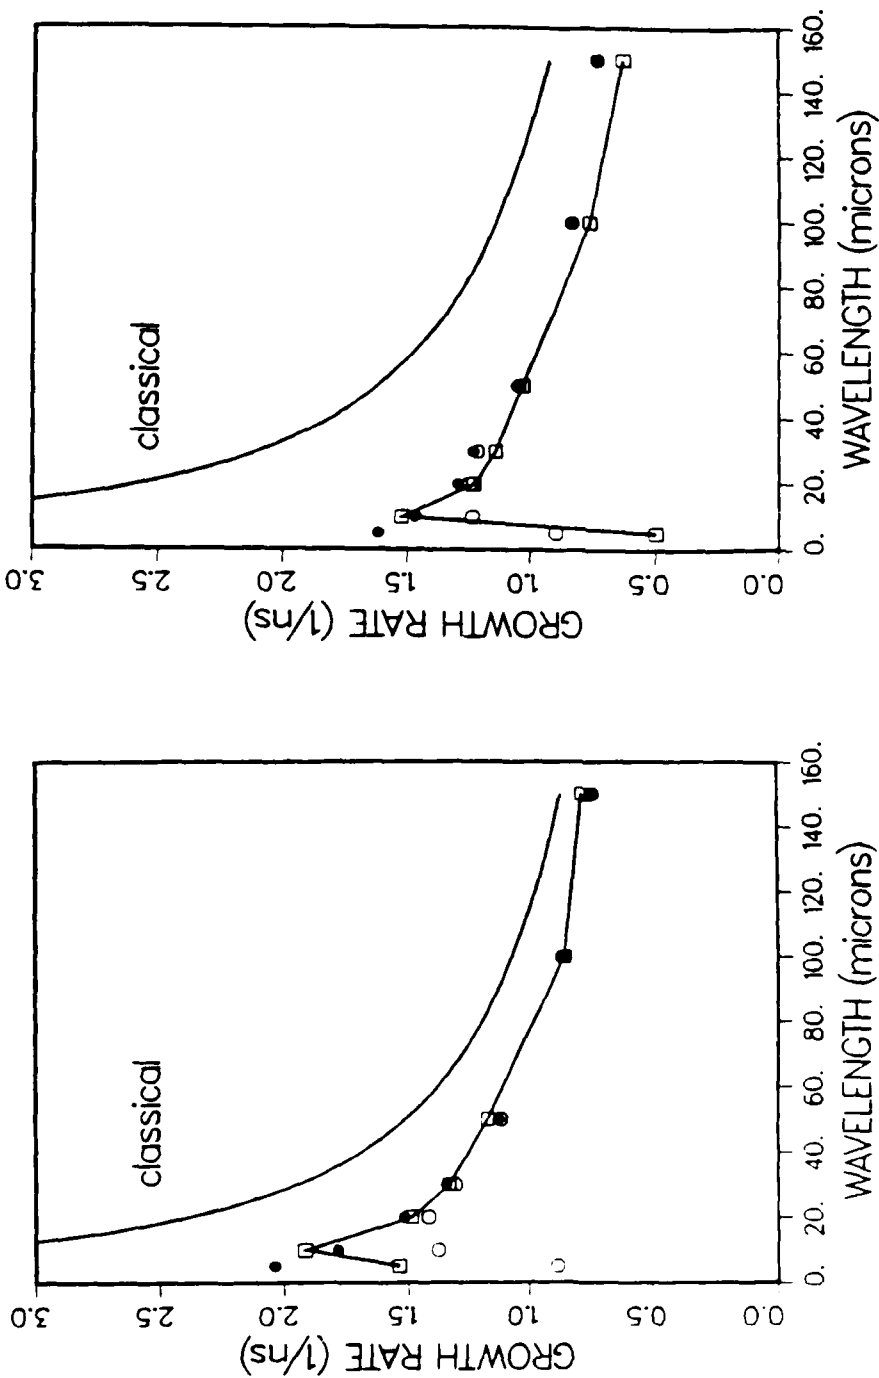 3.0
2.5
2.0
1.5
1.0
0.5
0.0
GROWTH RATE (1/ns)
classical
0. 20. 40. 60. 80. 100. 120. 140. 160.
WAVELENGTH (microns)
3.0
2.5
2.0
1.5
1.0
0.5
0.0
GROWTH RATE (1/ns)
classical
0. 20. 40. 60. 80. 100. 120. 140. 160.
WAVELENGTH (microns)